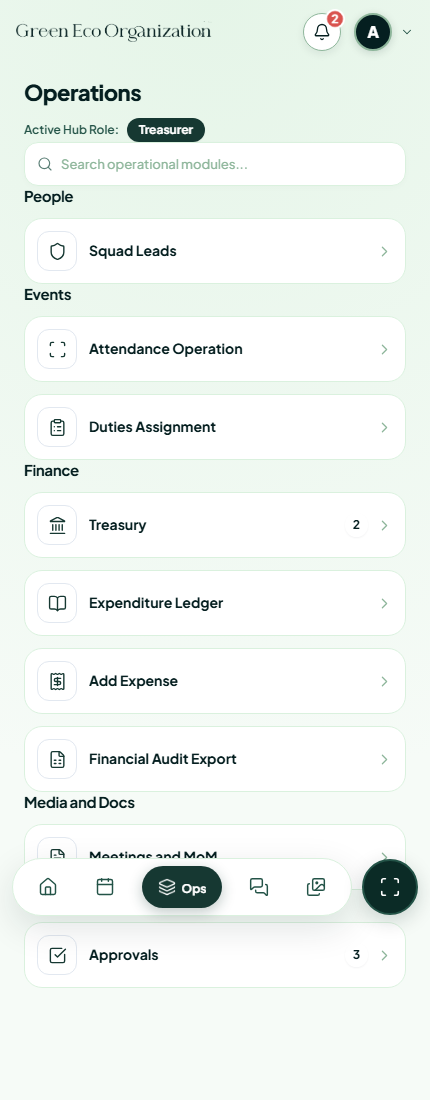 Green Eco Organization
2
A
Operations
Active Hub Role: Treasurer
Search operational modules...
People
Squad Leads
Events
Attendance Operation
Duties Assignment
Finance
Treasury 2
Expenditure Ledger
Add Expense
Financial Audit Export
Media and Docs
Meetings and MoM
Ops
Approvals 3